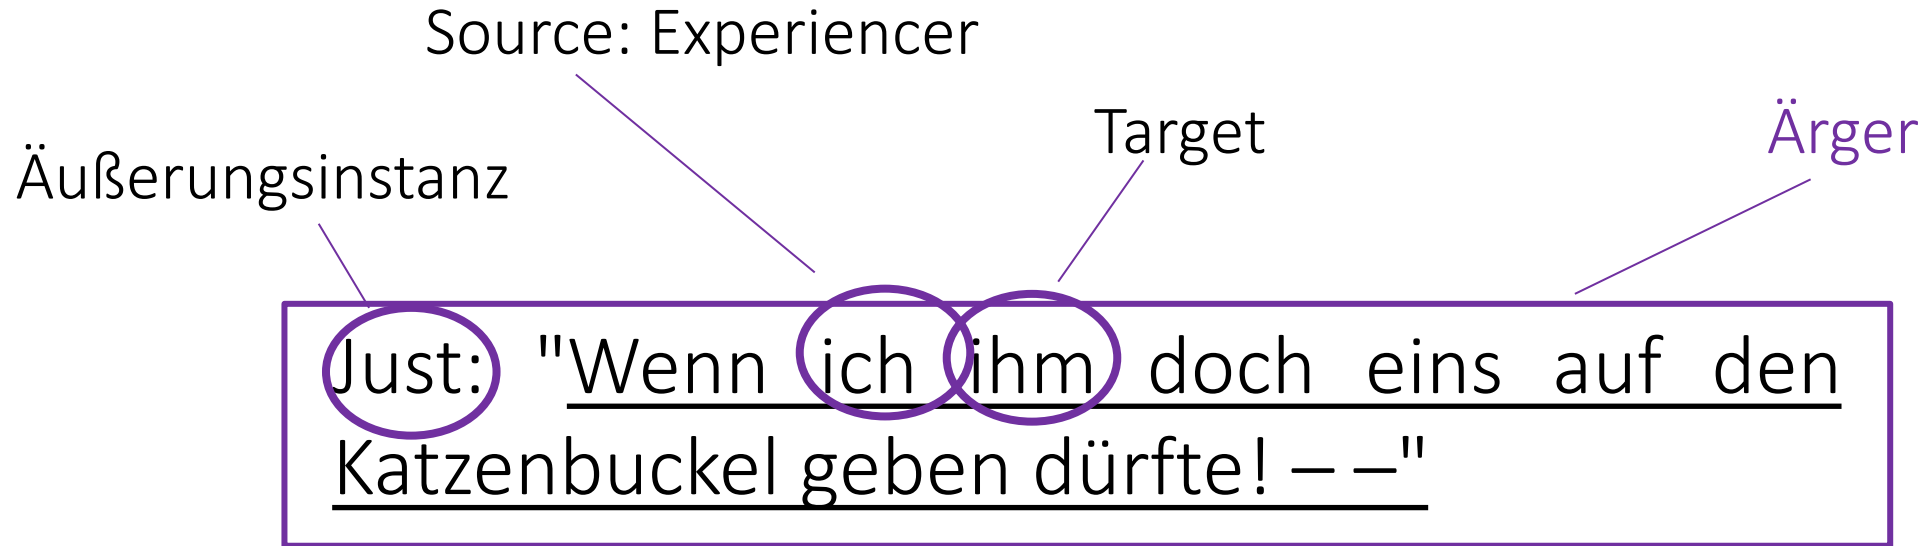 Source: Experiencer
Target
Ärger
Äußerungsinstanz
Just: "Wenn ich ihm doch eins auf den
Katzenbuckel geben dürfte! – –"